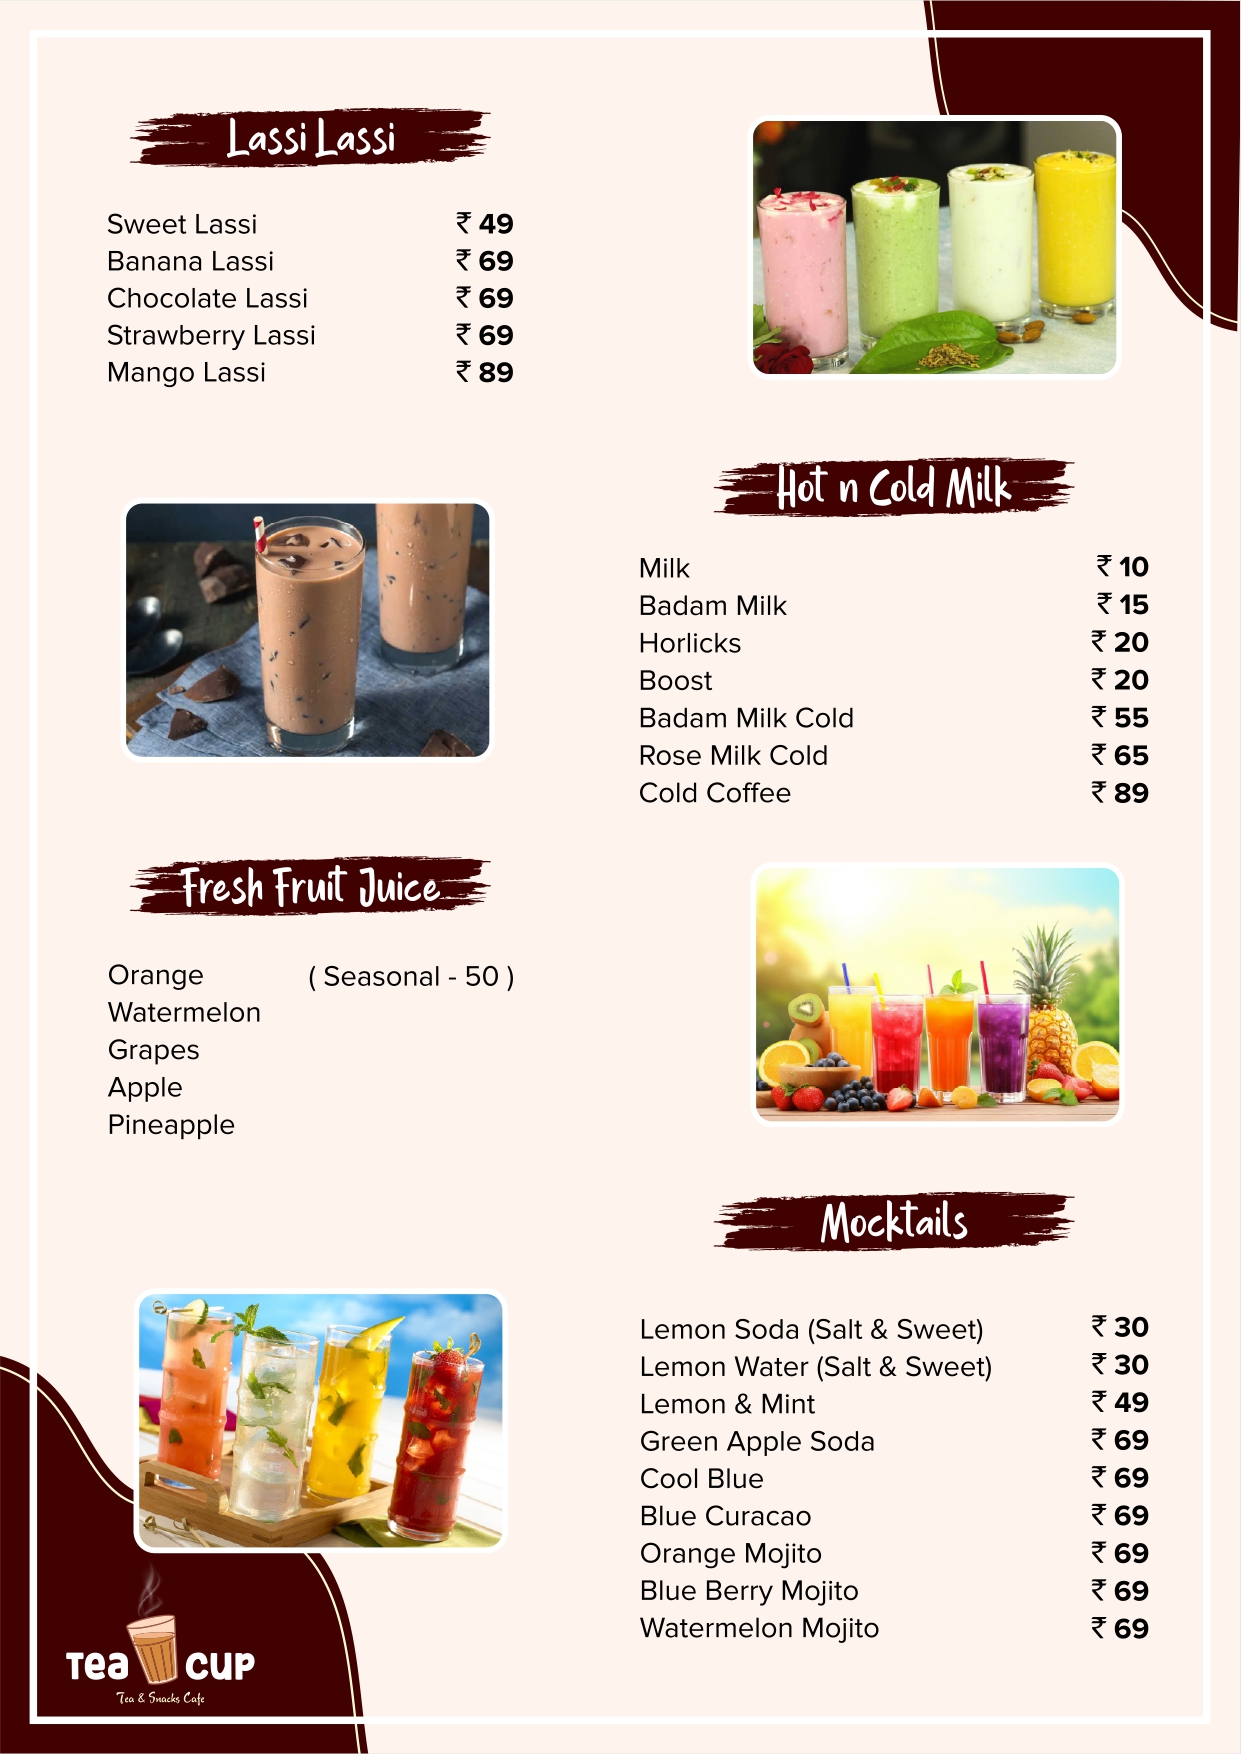 Lassi Lassi
Sweet Lassi ₹ 49
Banana Lassi ₹ 69
Chocolate Lassi ₹ 69
Strawberry Lassi ₹ 69
Mango Lassi ₹ 89
Hot n Cold Milk
Milk ₹ 10
Badam Milk ₹ 15
Horlicks ₹ 20
Boost ₹ 20
Badam Milk Cold ₹ 55
Rose Milk Cold ₹ 65
Cold Coffee ₹ 89
Fresh Fruit Juice
Orange ( Seasonal - 50 )
Watermelon
Grapes
Apple
Pineapple
Mocktails
Lemon Soda (Salt & Sweet) ₹ 30
Lemon Water (Salt & Sweet) ₹ 30
Lemon & Mint ₹ 49
Green Apple Soda ₹ 69
Cool Blue ₹ 69
Blue Curacao ₹ 69
Orange Mojito ₹ 69
Blue Berry Mojito ₹ 69
Watermelon Mojito ₹ 69
Tea Cup
Tea & Snacks Cafe